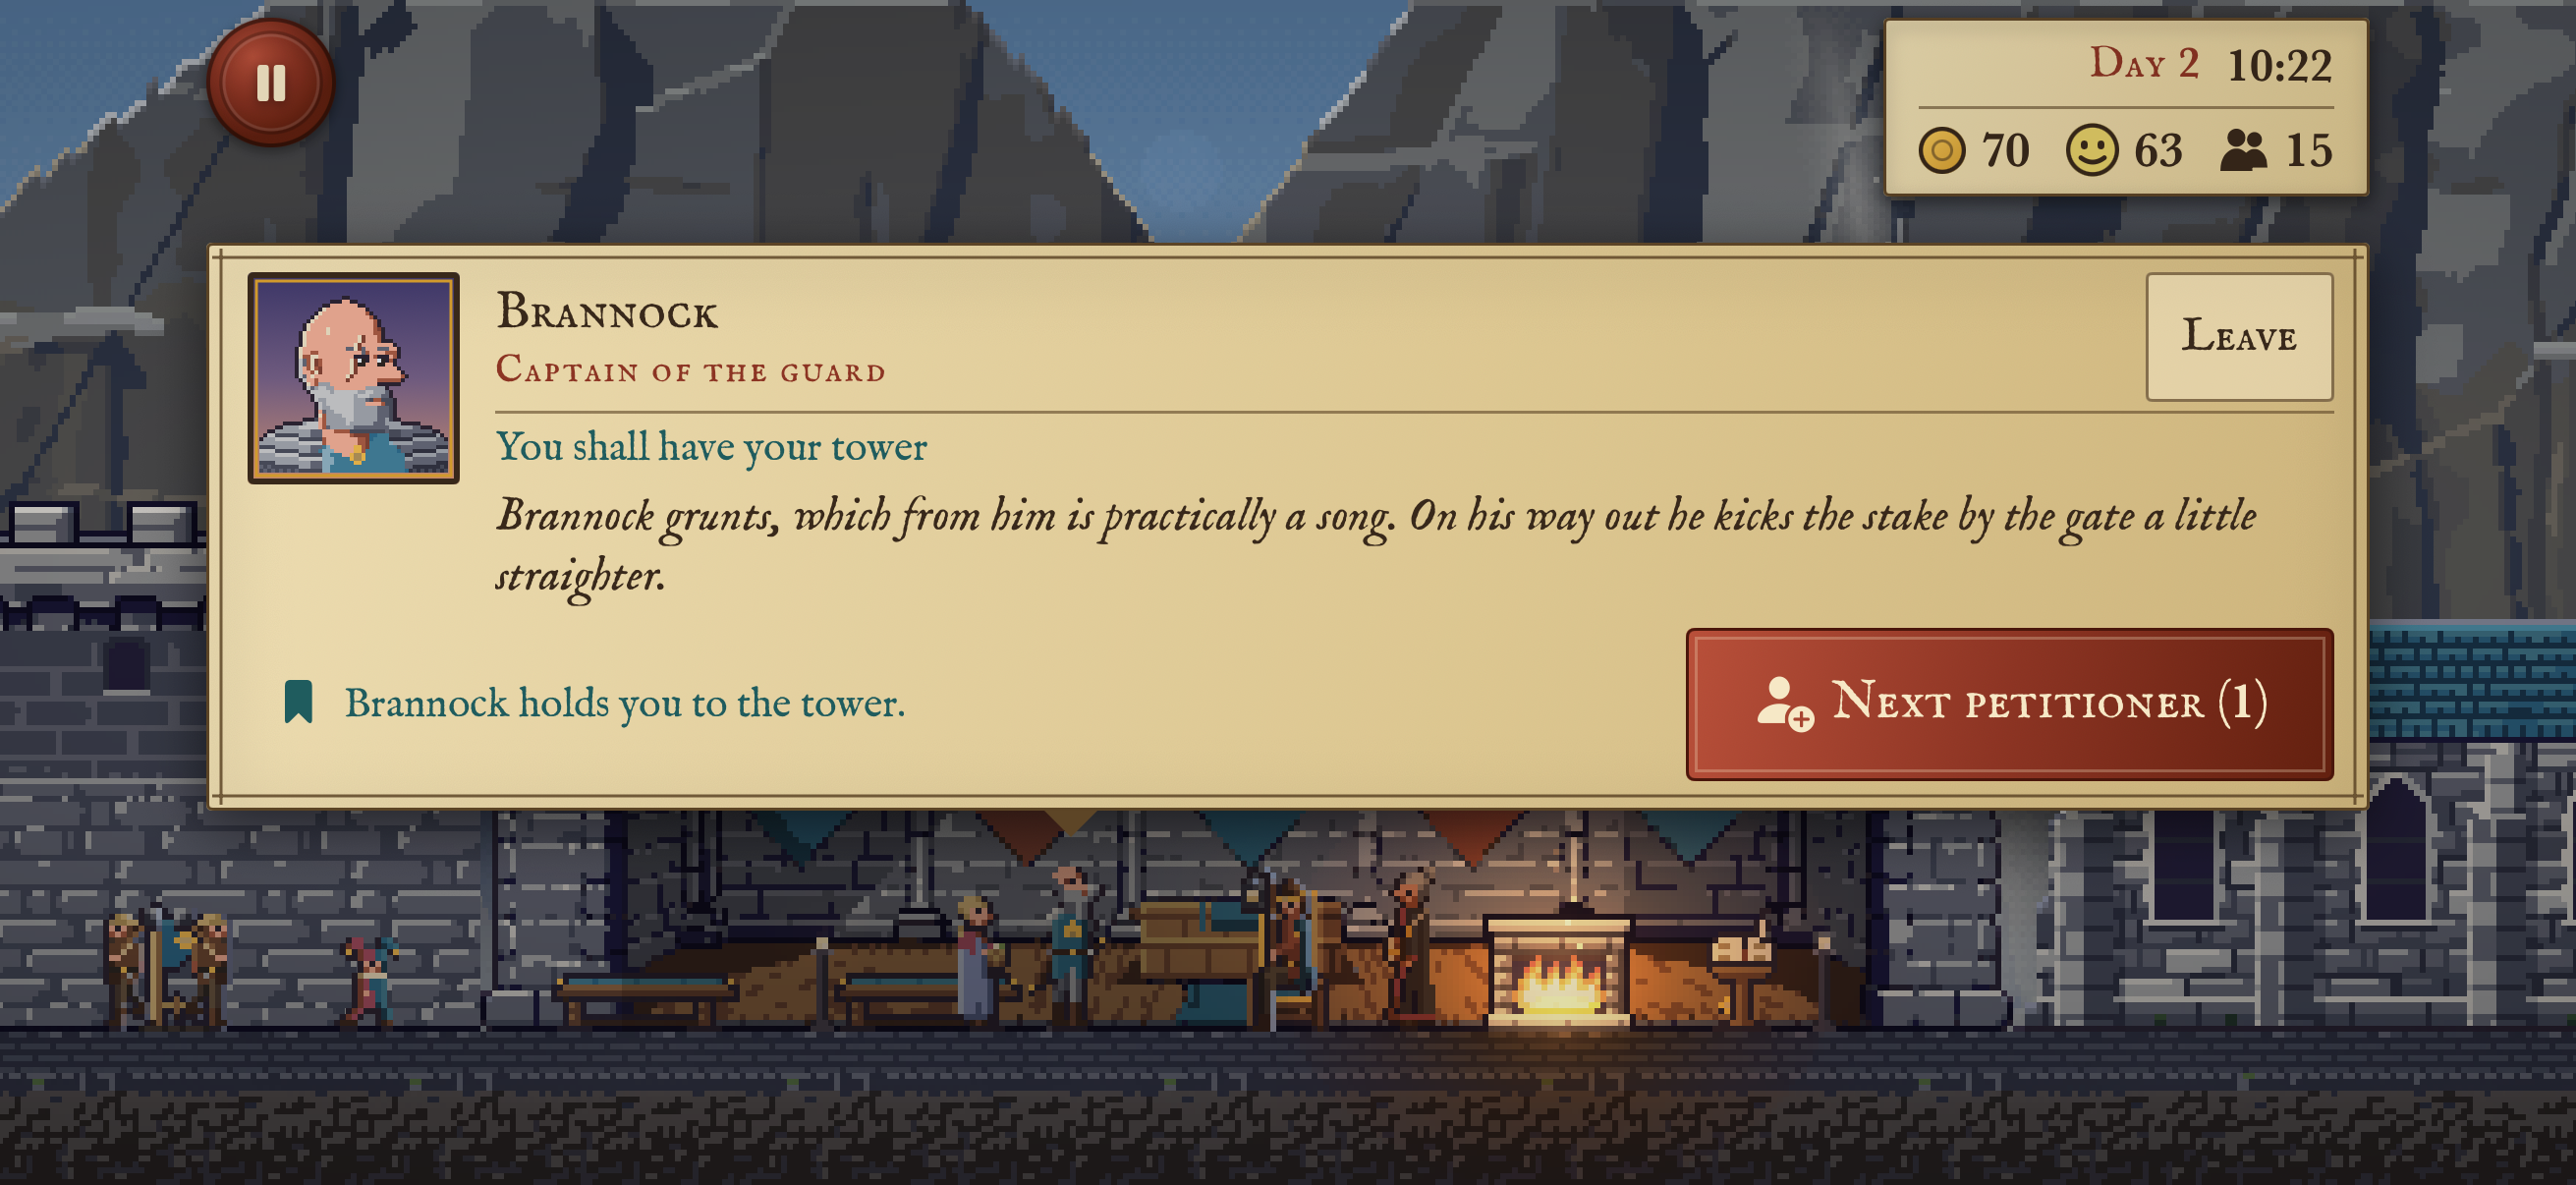 Day 2 10:22
70 63 15
Brannock
Captain of the guard
Leave
You shall have your tower
Brannock grunts, which from him is practically a song. On his way out he kicks the stake by the gate a little
straighter.
Brannock holds you to the tower.
Next petitioner (1)